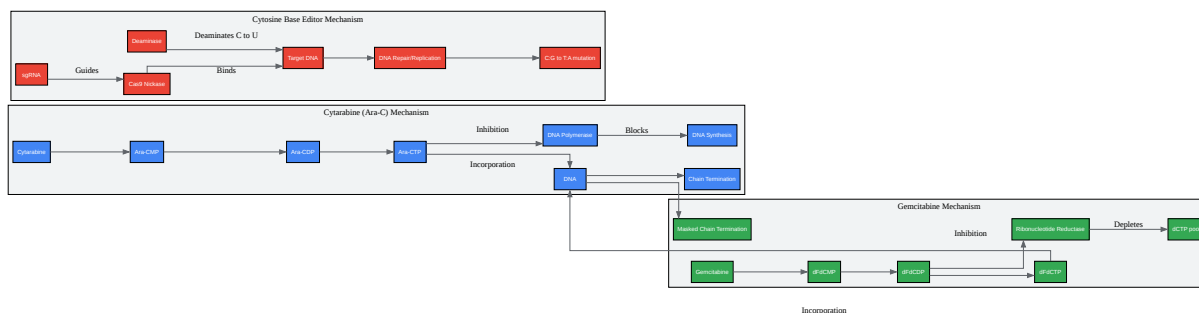 Cytosine Base Editor Mechanism
Deaminase
Deaminates C to U
Target DNA
DNA Repair/Replication
C:G to T:A mutation
sgRNA
Guides
Cas9 Nickase
Binds
Cytarabine (Ara-C) Mechanism
Inhibition
DNA Polymerase
Blocks
DNA Synthesis
Cytarabine
Ara-CMP
Ara-CDP
Ara-CTP
Incorporation
DNA
Chain Termination
Gemcitabine Mechanism
Masked Chain Termination
Inhibition
Ribonucleotide Reductase
Depletes
dCTP pool
Gemcitabine
dFdCMP
dFdCDP
dFdCTP
Incorporation